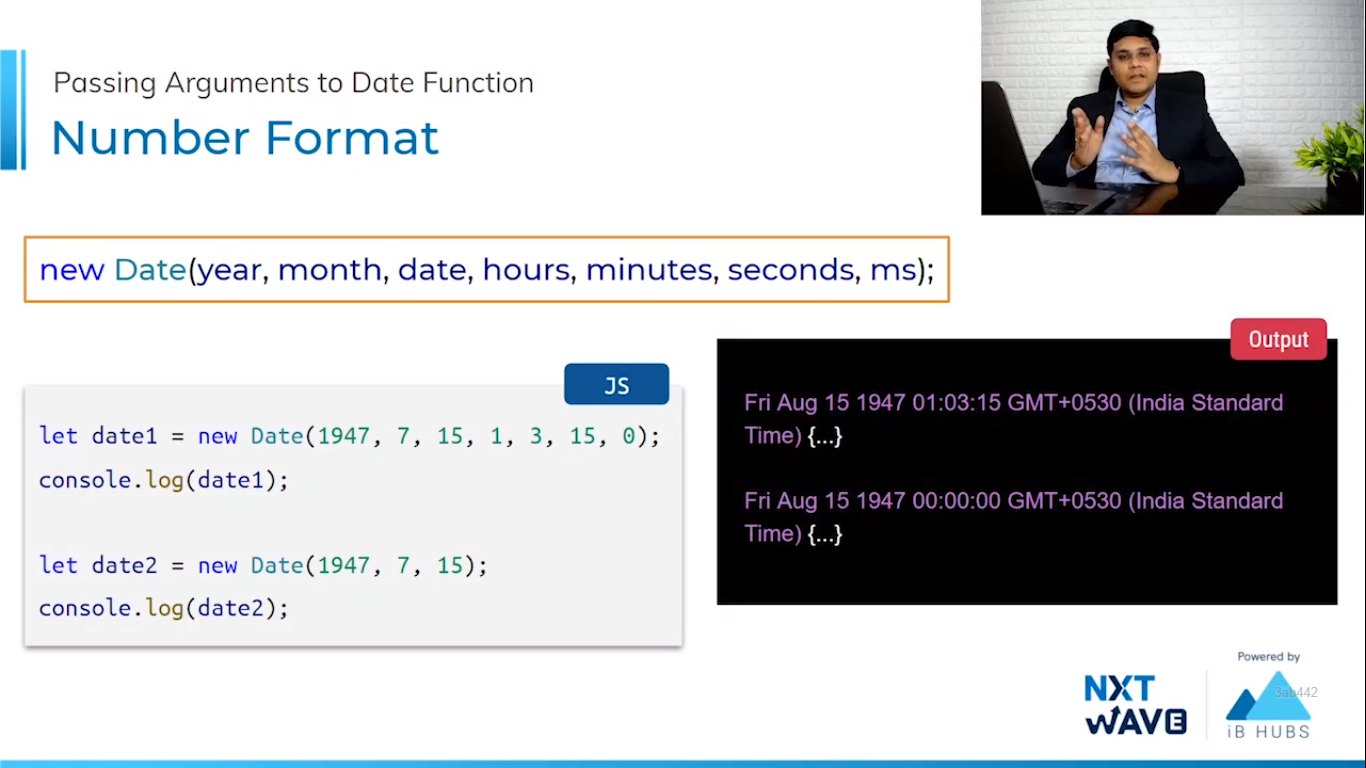 Passing Arguments to Date Function
Number Format
new Date(year, month, date, hours, minutes, seconds, ms);
JS
let date1 = new Date(1947, 7, 15, 1, 3, 15, 0);
console.log(date1);
let date2 = new Date(1947, 7, 15);
console.log(date2);
Output
Fri Aug 15 1947 01:03:15 GMT+0530 (India Standard
Time) {...}
Fri Aug 15 1947 00:00:00 GMT+0530 (India Standard
Time) {...}
NXT
WAVE
Powered by
3ab442
iB HUBS